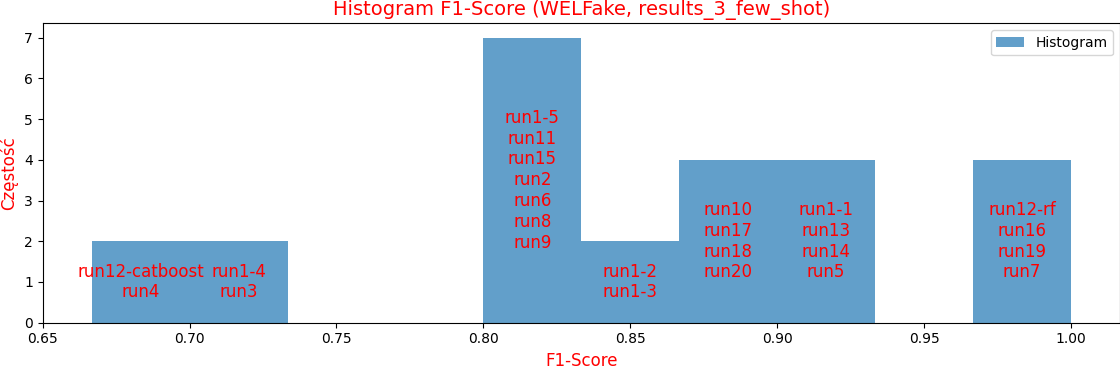 Histogram F1-Score (WELFake, results_3_few_shot)
Histogram
Częstość
7
6
5
4
3
2
1
0
run12-catboost
run4
run1-4
run3
run1-5
run11
run15
run2
run6
run8
run9
run1-2
run1-3
run10
run17
run18
run20
run1-1
run13
run14
run5
run12-rf
run16
run19
run7
0.65 0.70 0.75 0.80 0.85 0.90 0.95 1.00
F1-Score